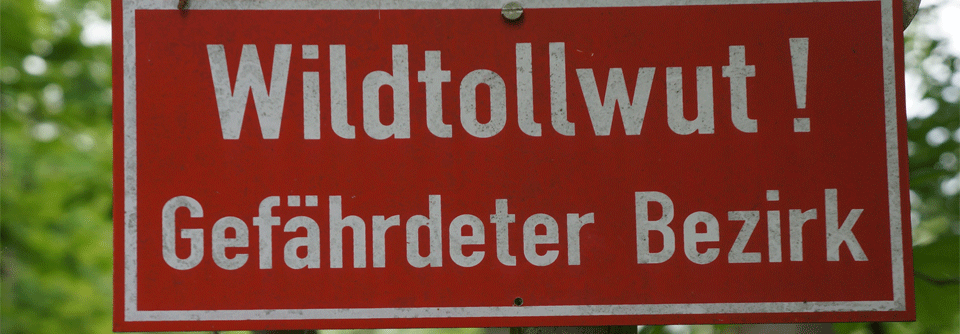 Wildtollwut !
Gefährdeter Bezirk